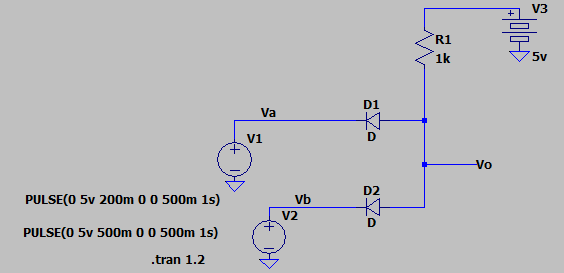 V3
+
R1
1k
5v
D1
Va
D
V1
+
Vo
D2
Vb
PULSE(0 5v 200m 0 0 500m 1s)
D
V2
+
PULSE(0 5v 500m 0 0 500m 1s)
.tran 1.2